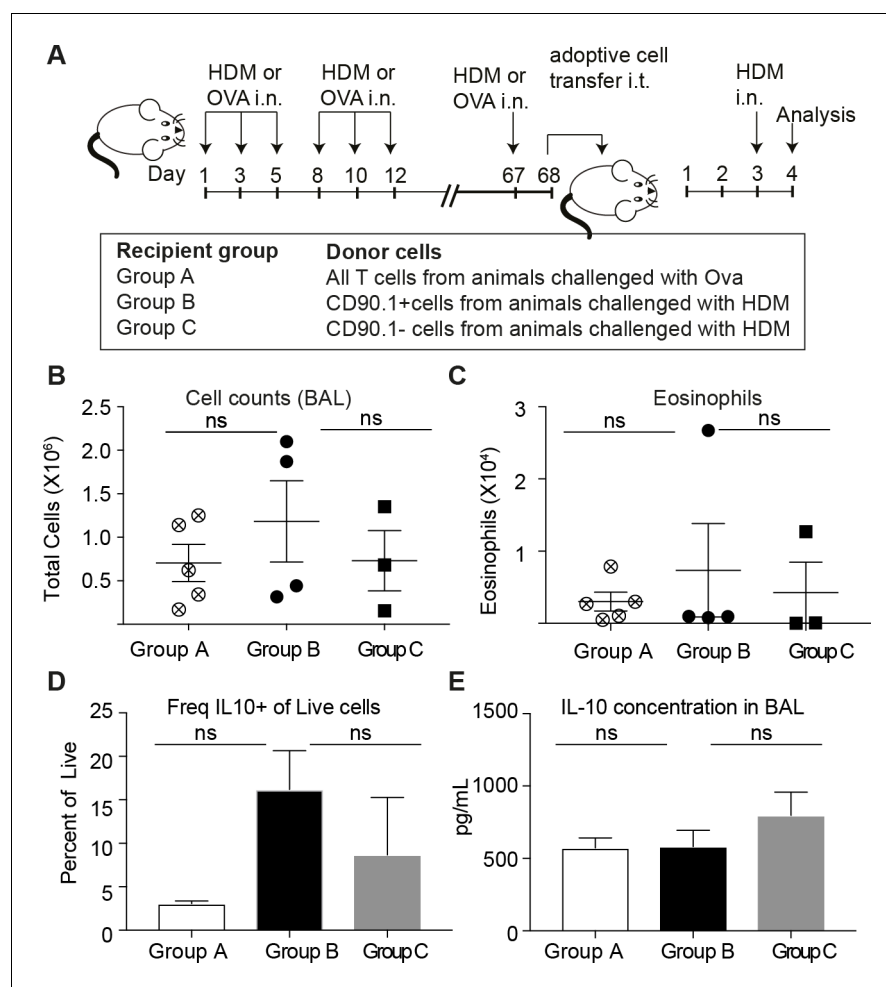 A
HDM or
OVA i.n.
HDM or
OVA i.n.
HDM or
OVA i.n.
adoptive cell
transfer i.t.
HDM
i.n.
Analysis
Day 1 3 5 8 10 12 67 68 1 2 3 4
Recipient group Donor cells
Group A All T cells from animals challenged with Ova
Group B CD90.1+cells from animals challenged with HDM
Group C CD90.1- cells from animals challenged with HDM
B
Cell counts (BAL)
ns ns
Total Cells (X10⁶)
2.5
2.0
1.5
1.0
0.5
Group A Group B Group C
C
Eosinophils
ns ns
Eosinophils (X10⁴)
3
2
1
Group A Group B Group C
D
Freq IL10+ of Live cells
ns ns
Percent of Live
25
15
10
5
0
Group A Group B Group C
E
IL-10 concentration in BAL
ns ns
pg/mL
1500
1000
500
0
Group A Group B Group C